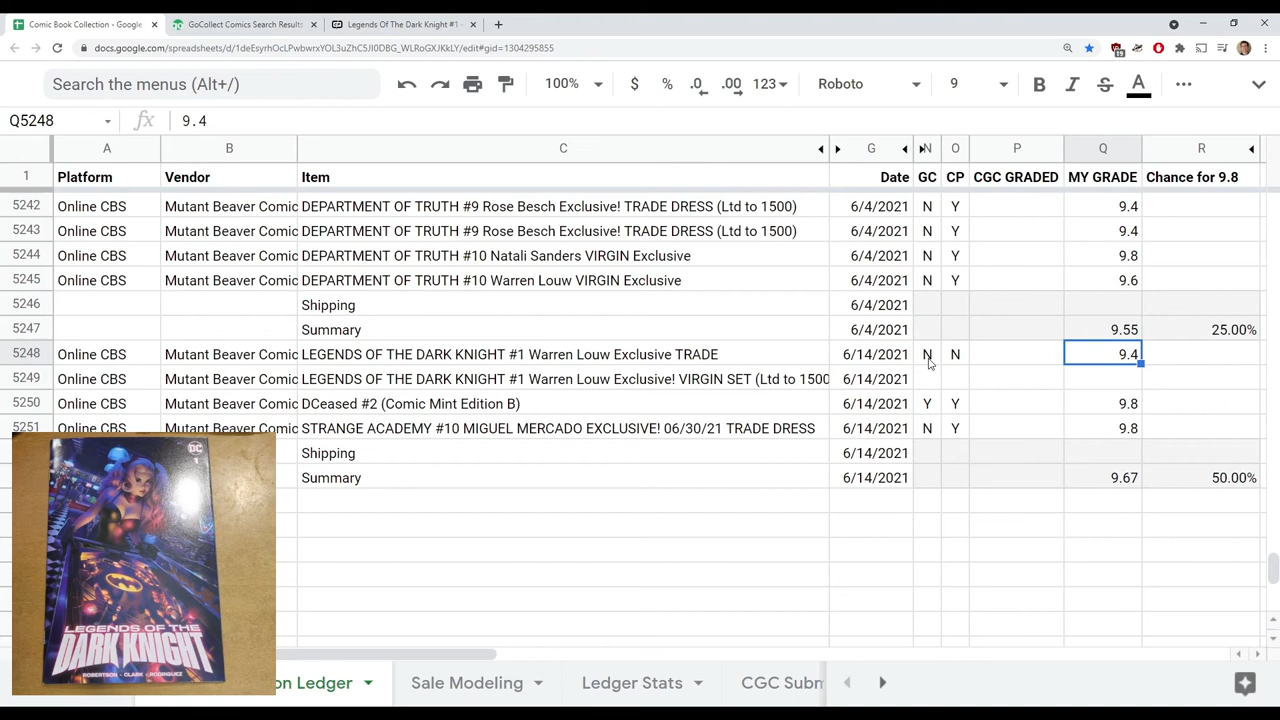 Comic Book Collection - Google
GoCollect Comics Search Results
Legends Of The Dark Knight #1 -
docs.google.com/spreadsheets/d/1deEsyrhOcLPwbwrxYOL3uZhC5JI0DBG_WLRoGXJKkLY/edit#gid=1304295855
19
Search the menus (Alt+/)
100%
$
%
.0
.00
123
Roboto
9
B
I
S
A
Q5248
fx
9.4
A B C G N O P Q R
1 Platform Vendor Item Date GC CP CGC GRADED MY GRADE Chance for 9.8
5242 Online CBS Mutant Beaver Comic DEPARTMENT OF TRUTH #9 Rose Besch Exclusive! TRADE DRESS (Ltd to 1500) 6/4/2021 N Y 9.4
5243 Online CBS Mutant Beaver Comic DEPARTMENT OF TRUTH #9 Rose Besch Exclusive! TRADE DRESS (Ltd to 1500) 6/4/2021 N Y 9.4
5244 Online CBS Mutant Beaver Comic DEPARTMENT OF TRUTH #10 Natali Sanders VIRGIN Exclusive 6/4/2021 N Y 9.8
5245 Online CBS Mutant Beaver Comic DEPARTMENT OF TRUTH #10 Warren Louw VIRGIN Exclusive 6/4/2021 N Y 9.6
5246 Shipping 6/4/2021
5247 Summary 6/4/2021 9.55 25.00%
5248 Online CBS Mutant Beaver Comic LEGENDS OF THE DARK KNIGHT #1 Warren Louw Exclusive TRADE 6/14/2021 N N 9.4
5249 Online CBS Mutant Beaver Comic LEGENDS OF THE DARK KNIGHT #1 Warren Louw Exclusive! VIRGIN SET (Ltd to 1500 6/14/2021
5250 Online CBS Mutant Beaver Comic DCeased #2 (Comic Mint Edition B) 6/14/2021 Y Y 9.8
5251 Online CBS Mutant Beaver Comic STRANGE ACADEMY #10 MIGUEL MERCADO EXCLUSIVE! 06/30/21 TRADE DRESS 6/14/2021 N Y 9.8
Shipping 6/14/2021
Summary 6/14/2021 9.67 50.00%
DC
1
LEGENDS OF THE
DARK KNIGHT
ROBERTSON · CLARK · RODRIGUEZ
on Ledger
Sale Modeling
Ledger Stats
CGC Subm